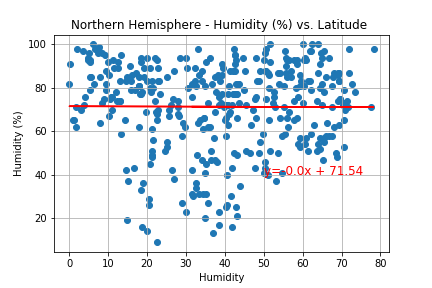 Northern Hemisphere - Humidity (%) vs. Latitude
Humidity (%)
100
80
60
40
20
y = 0.0x + 71.54
0 10 20 30 40 50 60 70 80
Humidity